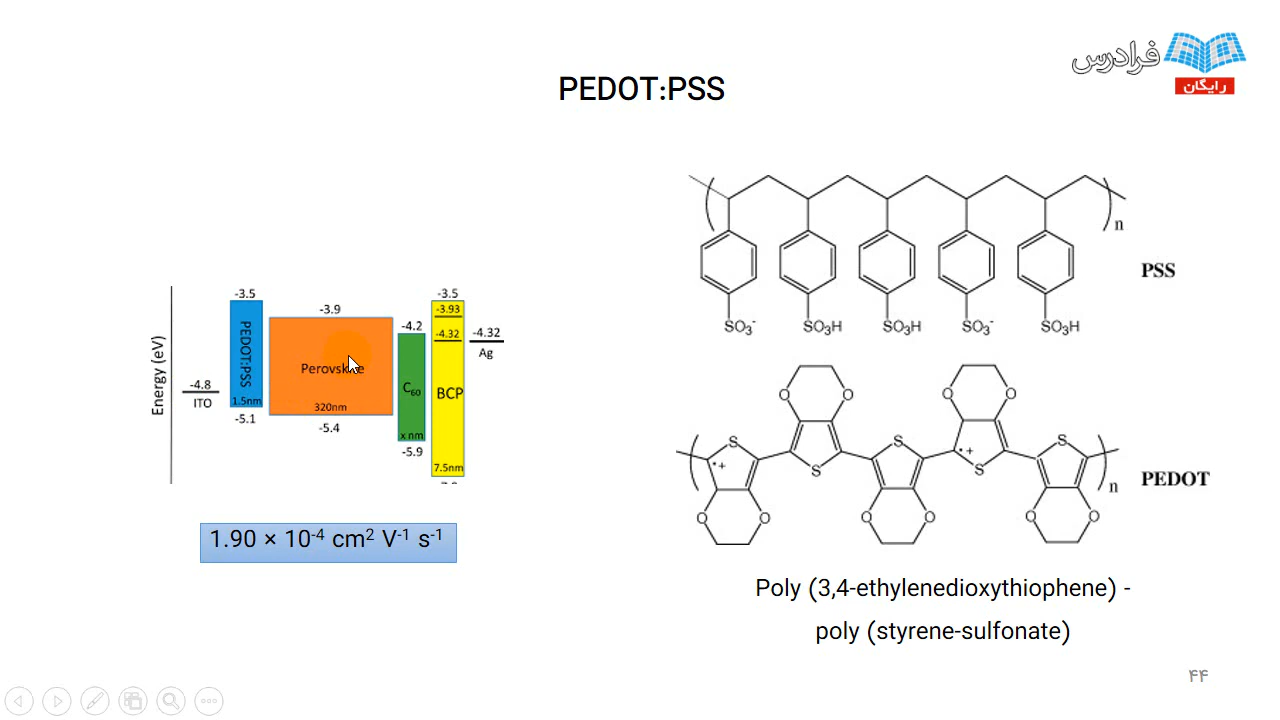 فرادرس
رایگان
PEDOT:PSS
n
PSS
SO₃⁻ SO₃H SO₃H SO₃⁻ SO₃H
Energy (eV)
-4.8
ITO
-3.5
PEDOT:PSS
1.5nm
-5.1
-3.9
320nm
-5.4
-4.2
C₆₀
x nm
-5.9
-3.5
-3.93
-4.32
BCP
7.5nm
-4.32
Ag
O O O O
S S S
•+ •+
S S
n
PEDOT
O O O O O O
1.90 × 10⁻⁴ cm² V⁻¹ s⁻¹
Poly (3,4-ethylenedioxythiophene) -
poly (styrene-sulfonate)
۴۴